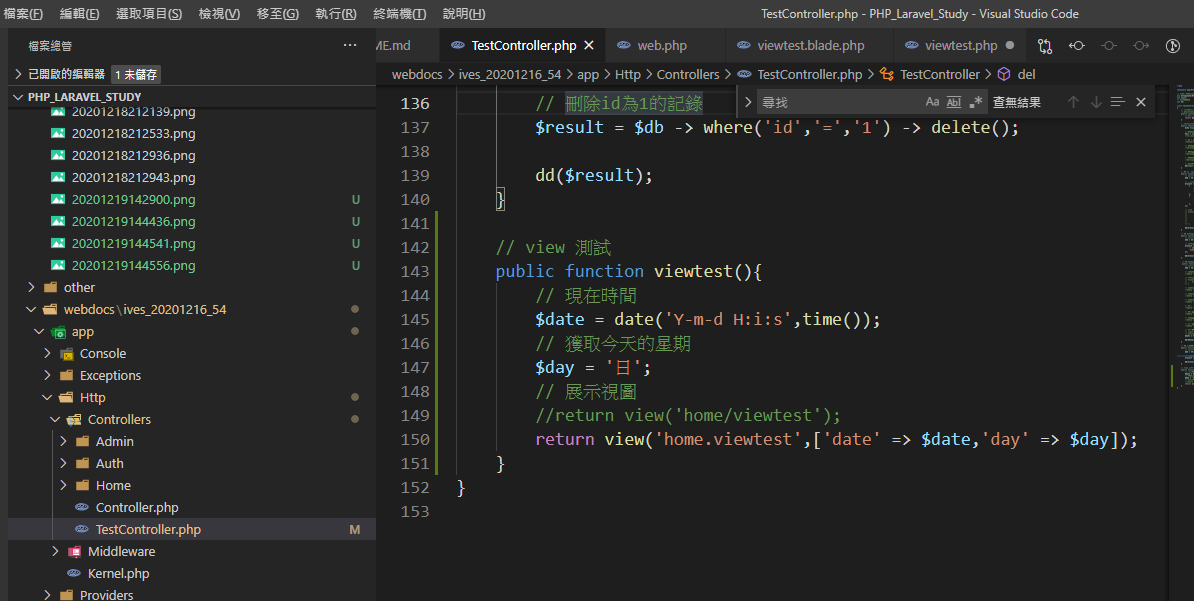 檔案(F) 編輯(E) 選取項目(S) 檢視(V) 移至(G) 執行(R) 終端機(T) 說明(H) TestController.php - PHP_Laravel_Study - Visual Studio Code
檔案總管 ···
已開啟的編輯器 1 未儲存
PHP_LARAVEL_STUDY
20201218212139.png
20201218212533.png
20201218212936.png
20201218212943.png
20201219142900.png U
20201219144436.png U
20201219144541.png U
20201219144556.png U
other
webdocs\ives_20201216_54
app
Console
Exceptions
Http
Controllers
Admin
Auth
Home
Controller.php
TestController.php M
Middleware
Kernel.php
Providers
ME.md TestController.php web.php viewtest.blade.php viewtest.php
webdocs > ives_20201216_54 > app > Http > Controllers > TestController.php > TestController > del
尋找 Aa Abl .* 查無結果
136 // 刪除id為1的記錄
137 $result = $db -> where('id','=','1') -> delete();
138
139 dd($result);
140 }
141
142 // view 測試
143 public function viewtest(){
144 // 現在時間
145 $date = date('Y-m-d H:i:s',time());
146 // 獲取今天的星期
147 $day = '日';
148 // 展示視圖
149 //return view('home/viewtest');
150 return view('home.viewtest',['date' => $date,'day' => $day]);
151 }
152 }
153